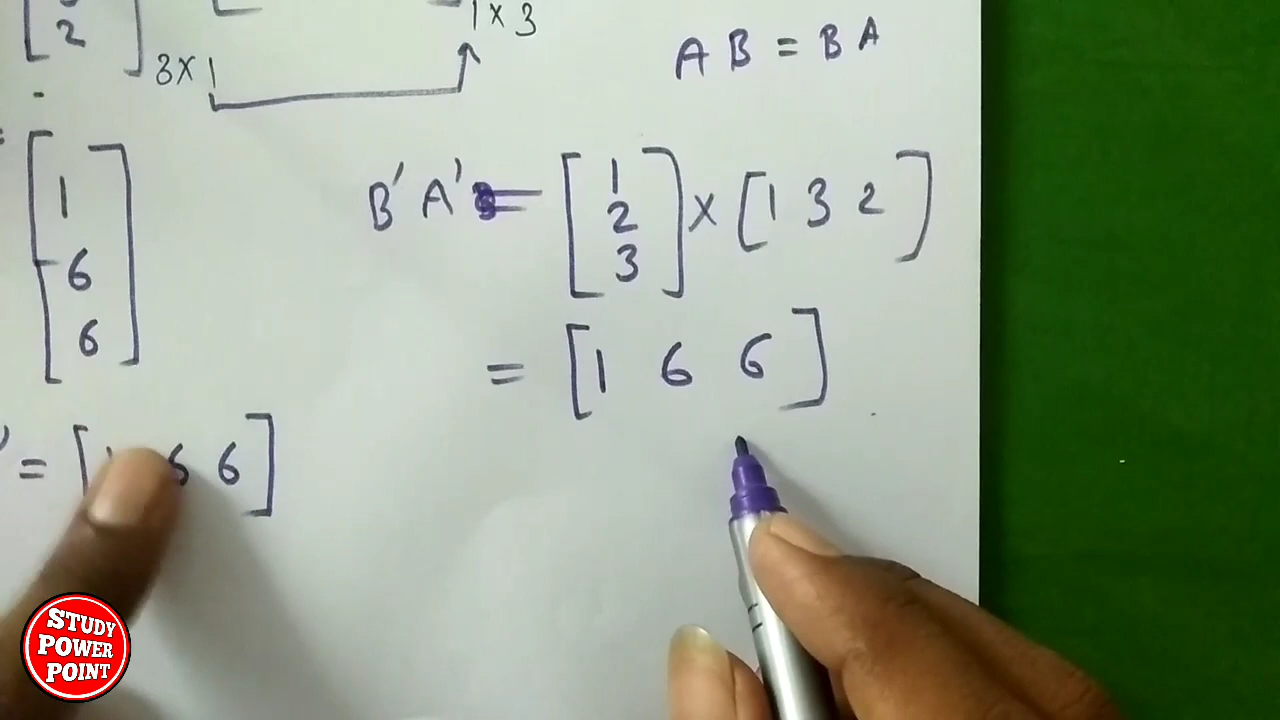 2
3×1
1×3
AB = BA
= [1
6
6]
B'A' = [1
2
3] × [1 3 2]
= [1 6 6]
' = [1 6 6]
STUDY
POWER
POINT